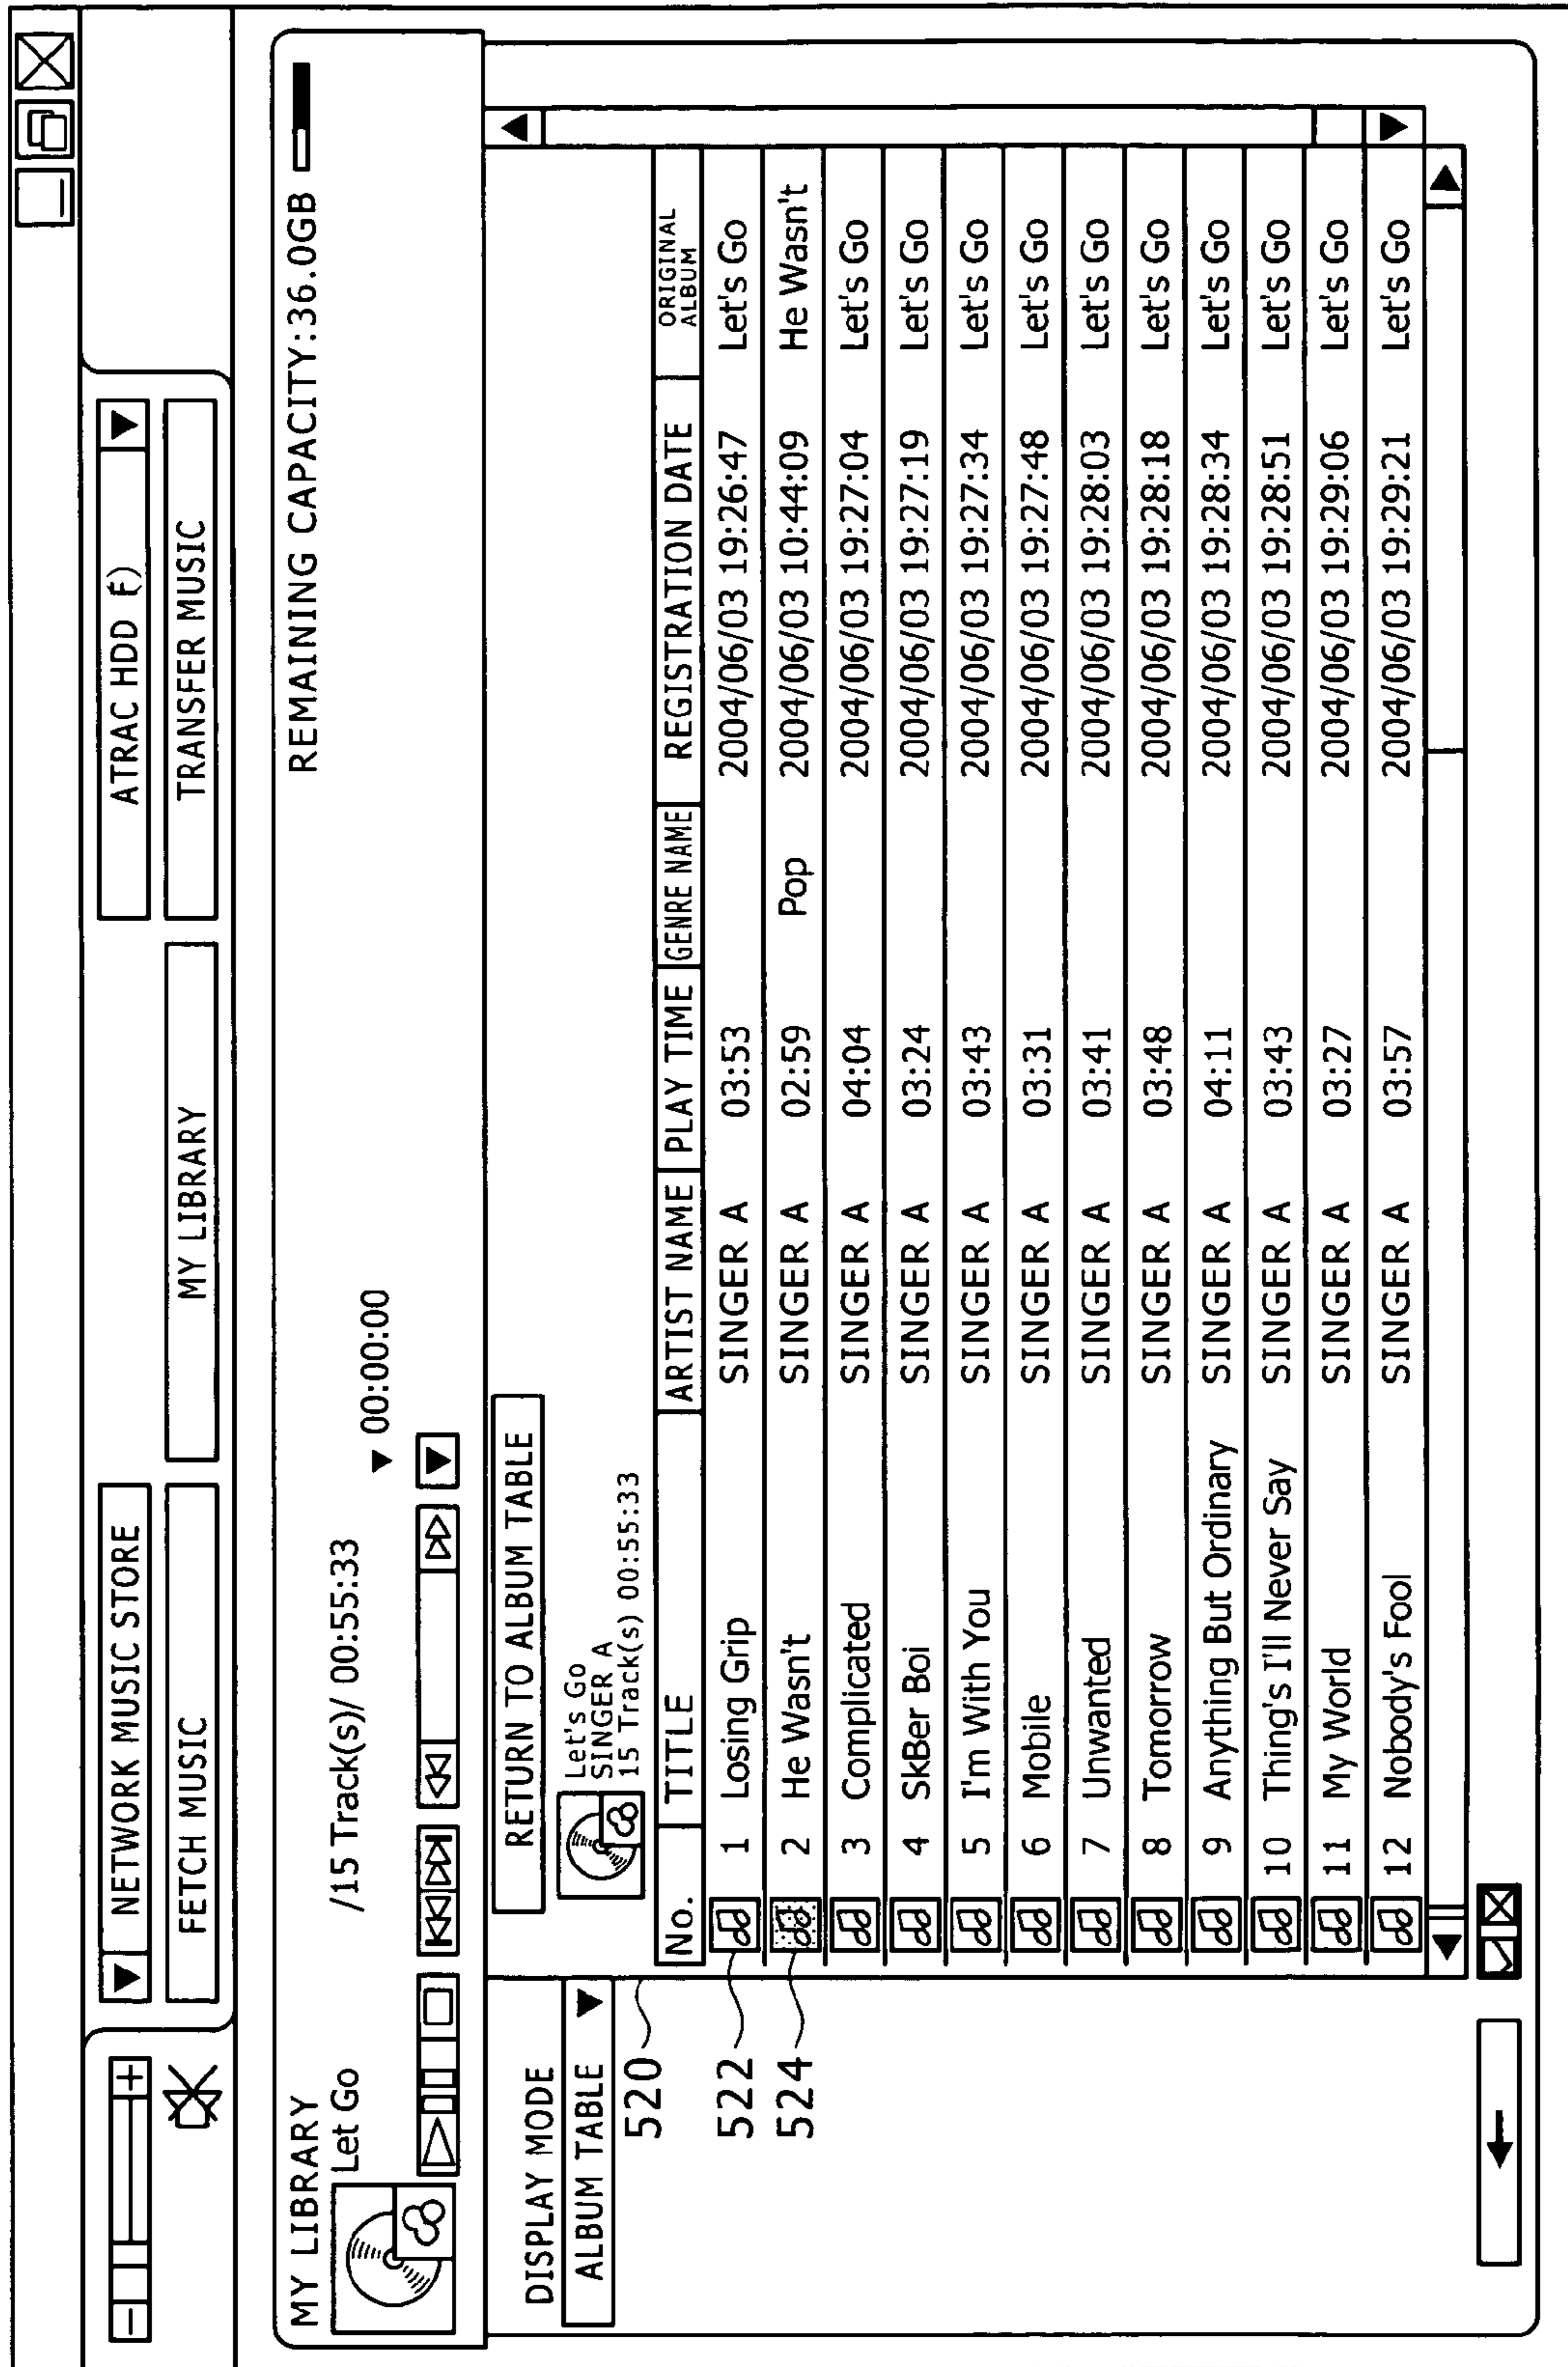 NETWORK MUSIC STORE
ATRAC HDD (F)
FETCH MUSIC
MY LIBRARY
TRANSFER MUSIC
MY LIBRARY
REMAINING CAPACITY:36.0GB
Let Go
/15 Track(s)/ 00:55:33
00:00:00
DISPLAY MODE
ALBUM TABLE
RETURN TO ALBUM TABLE
Let's Go
SINGER A
15 Track(s) 00:55:33
520
No. TITLE ARTIST NAME PLAY TIME GENRE NAME REGISTRATION DATE ORIGINAL ALBUM
522 1 Losing Grip SINGER A 03:53 2004/06/03 19:26:47 Let's Go
524 2 He Wasn't SINGER A 02:59 Pop 2004/06/03 10:44:09 He Wasn't
3 Complicated SINGER A 04:04 2004/06/03 19:27:04 Let's Go
4 SkBer Boi SINGER A 03:24 2004/06/03 19:27:19 Let's Go
5 I'm With You SINGER A 03:43 2004/06/03 19:27:34 Let's Go
6 Mobile SINGER A 03:31 2004/06/03 19:27:48 Let's Go
7 Unwanted SINGER A 03:41 2004/06/03 19:28:03 Let's Go
8 Tomorrow SINGER A 03:48 2004/06/03 19:28:18 Let's Go
9 Anything But Ordinary SINGER A 04:11 2004/06/03 19:28:34 Let's Go
10 Thing's I'll Never Say SINGER A 03:43 2004/06/03 19:28:51 Let's Go
11 My World SINGER A 03:27 2004/06/03 19:29:06 Let's Go
12 Nobody's Fool SINGER A 03:57 2004/06/03 19:29:21 Let's Go